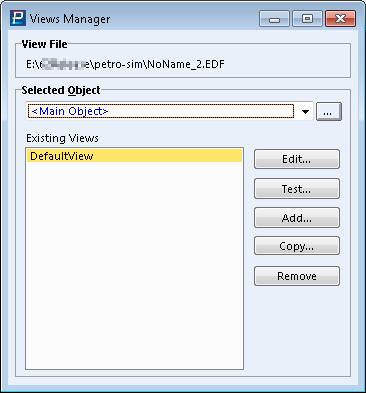 Views Manager
View File
E:\ e\petro-sim\NoName_2.EDF
Selected Object
<Main Object>
...
Existing Views
DefaultView
Edit...
Test...
Add...
Copy...
Remove